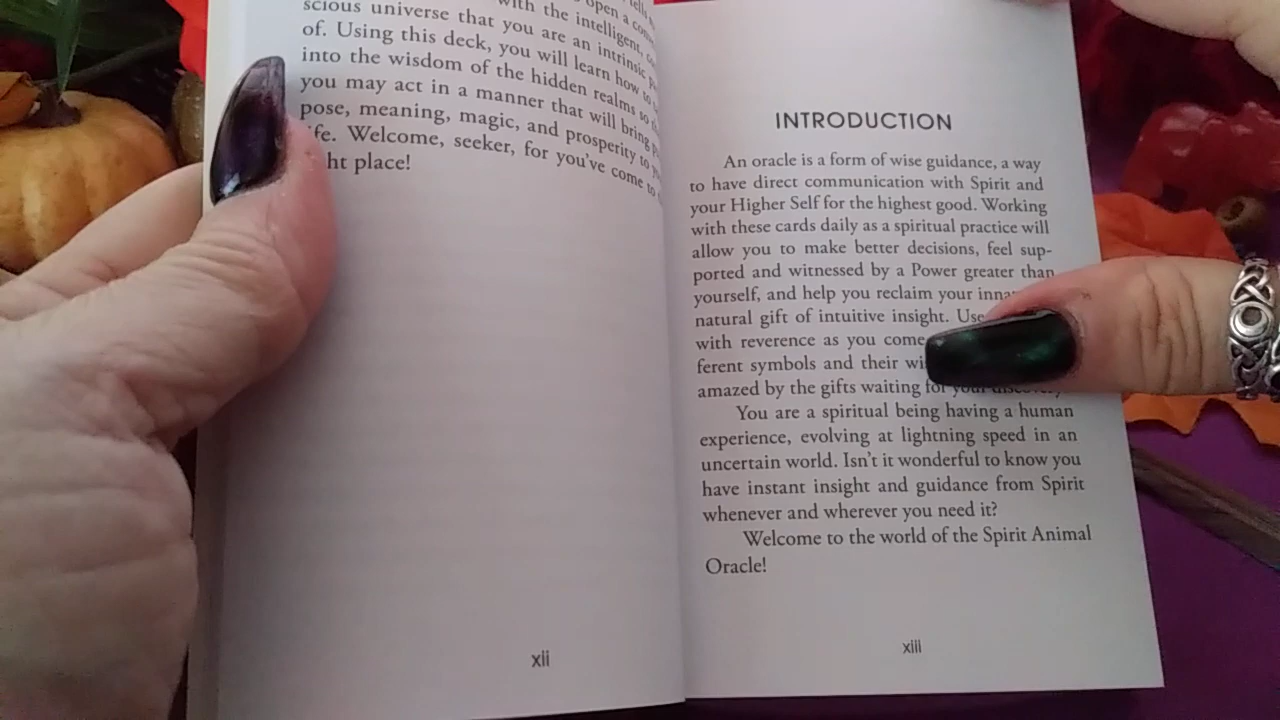 open a
with the intelligent,
scious universe that you are an intrinsic
of. Using this deck, you will learn how to
into the wisdom of the hidden realms so
you may act in a manner that will bring
pose, meaning, magic, and prosperity to
Welcome, seeker, for you've come to
place!
xii
INTRODUCTION
An oracle is a form of wise guidance, a way
to have direct communication with Spirit and
your Higher Self for the highest good. Working
with these cards daily as a spiritual practice will
allow you to make better decisions, feel sup-
ported and witnessed by a Power greater than
yourself, and help you reclaim your
natural gift of intuitive insight. Use
with reverence as you come
ferent symbols and their
amazed by the gifts waiting for your discovery
You are a spiritual being having a human
experience, evolving at lightning speed in an
uncertain world. Isn't it wonderful to know you
have instant insight and guidance from Spirit
whenever and wherever you need it?
Welcome to the world of the Spirit Animal
Oracle!
xiii